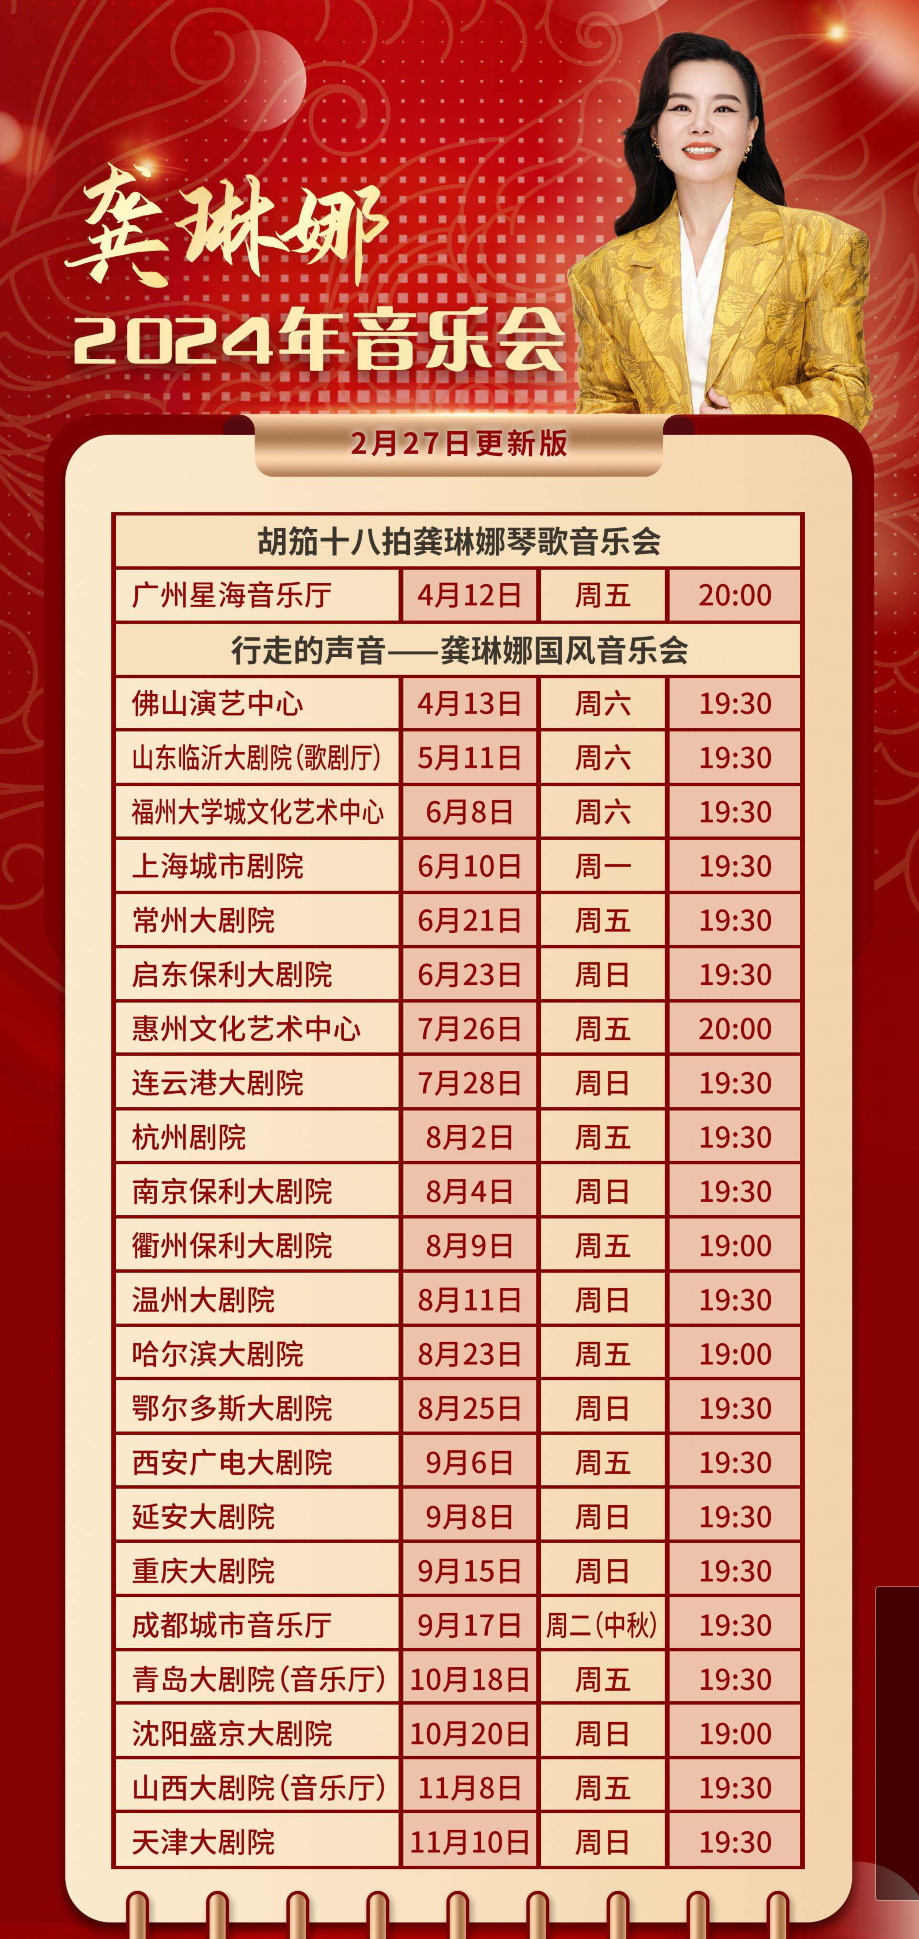 龚琳娜
2024年音乐会
2月27日更新版
胡笳十八拍龚琳娜琴歌音乐会
广州星海音乐厅 4月12日 周五 20:00
行走的声音——龚琳娜国风音乐会
佛山演艺中心 4月13日 周六 19:30
山东临沂大剧院(歌剧厅) 5月11日 周六 19:30
福州大学城文化艺术中心 6月8日 周六 19:30
上海城市剧院 6月10日 周一 19:30
常州大剧院 6月21日 周五 19:30
启东保利大剧院 6月23日 周日 19:30
惠州文化艺术中心 7月26日 周五 20:00
连云港大剧院 7月28日 周日 19:30
杭州剧院 8月2日 周五 19:30
南京保利大剧院 8月4日 周日 19:30
衢州保利大剧院 8月9日 周五 19:00
温州大剧院 8月11日 周日 19:30
哈尔滨大剧院 8月23日 周五 19:00
鄂尔多斯大剧院 8月25日 周日 19:30
西安广电大剧院 9月6日 周五 19:30
延安大剧院 9月8日 周日 19:30
重庆大剧院 9月15日 周日 19:30
成都城市音乐厅 9月17日 周二(中秋) 19:30
青岛大剧院(音乐厅) 10月18日 周五 19:30
沈阳盛京大剧院 10月20日 周日 19:00
山西大剧院(音乐厅) 11月8日 周五 19:30
天津大剧院 11月10日 周日 19:30